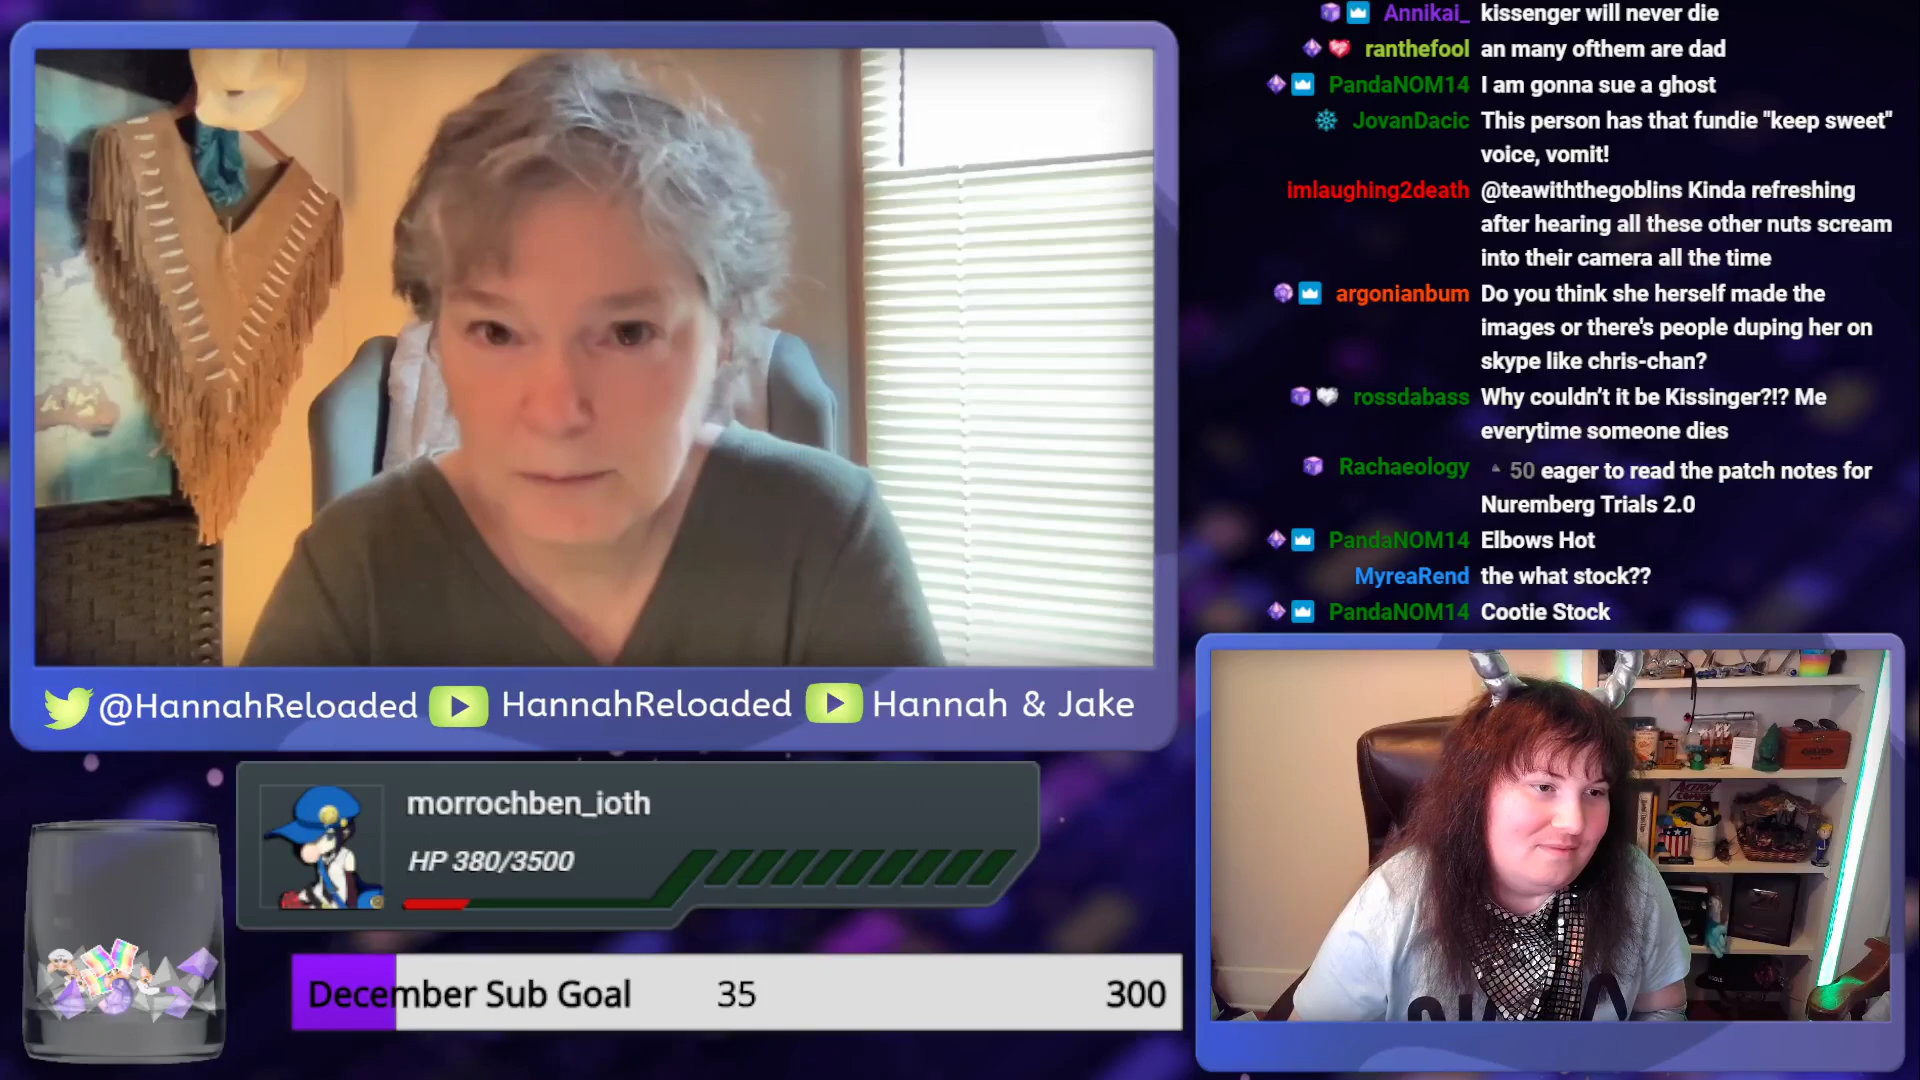 Annikai_ kissenger will never die
ranthefool an many ofthem are dad
PandaNOM14 I am gonna sue a ghost
JovanDacic This person has that fundie "keep sweet"
voice, vomit!
imlaughing2death @teawiththegoblins Kinda refreshing
after hearing all these other nuts scream
into their camera all the time
argonianbum Do you think she herself made the
images or there's people duping her on
skype like chris-chan?
rossdabass Why couldn't it be Kissinger?!? Me
everytime someone dies
Rachaeology 50 eager to read the patch notes for
Nuremberg Trials 2.0
PandaNOM14 Elbows Hot
MyreaRend the what stock??
PandaNOM14 Cootie Stock
@HannahReloaded HannahReloaded Hannah & Jake
morrochben_ioth
HP 380/3500
December Sub Goal 35 300